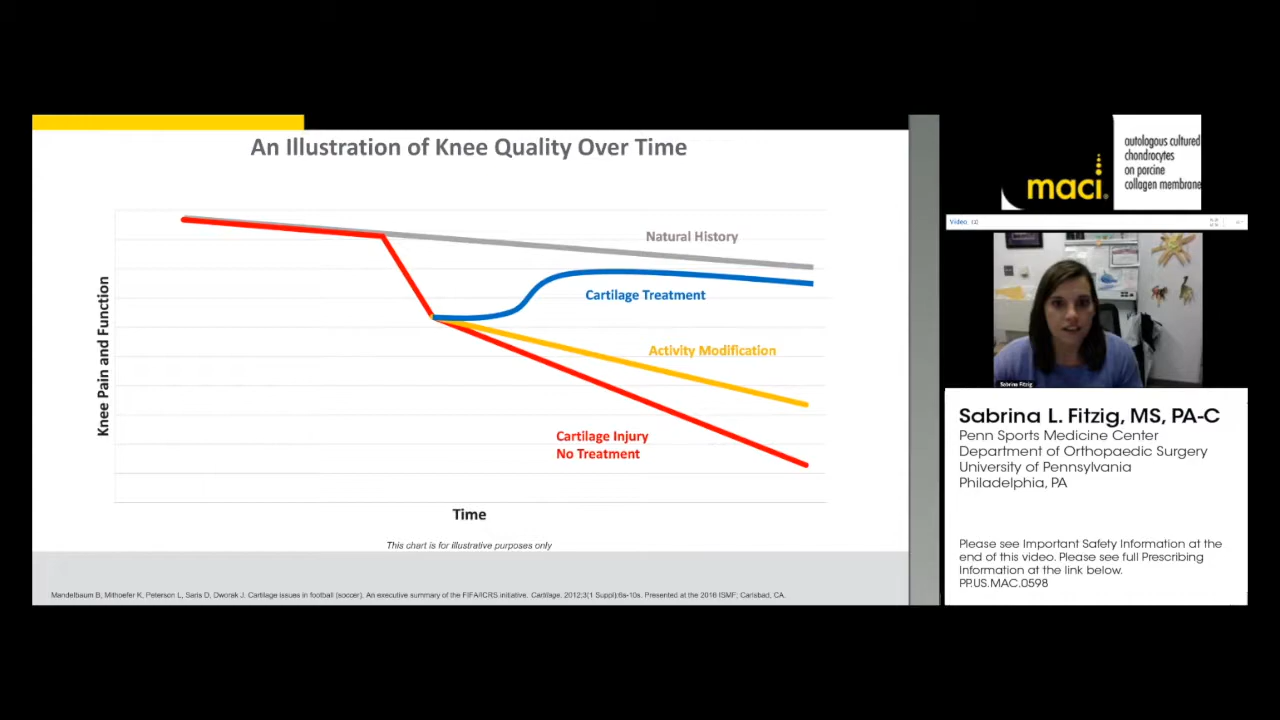 An Illustration of Knee Quality Over Time
Natural History
Cartilage Treatment
Activity Modification
Cartilage Injury
No Treatment
Knee Pain and Function
Time
This chart is for illustrative purposes only
Mandelbaum B, Mithoefer K, Peterson L, Saris D, Dworak J. Cartilage issues in football (soccer). An executive summary of the FIFA/ICRS initiative. Cartilage. 2012;3(1 Suppl):6s-10s. Presented at the 2016 ISMF; Carlsbad, CA.
maci®
autologous cultured
chondrocytes
on porcine
collagen membrane
Video
Sabrina Fitzig
Sabrina L. Fitzig, MS, PA-C
Penn Sports Medicine Center
Department of Orthopaedic Surgery
University of Pennsylvania
Philadelphia, PA
Please see Important Safety Information at the
end of this video. Please see full Prescribing
Information at the link below.
PP.US.MAC.0598